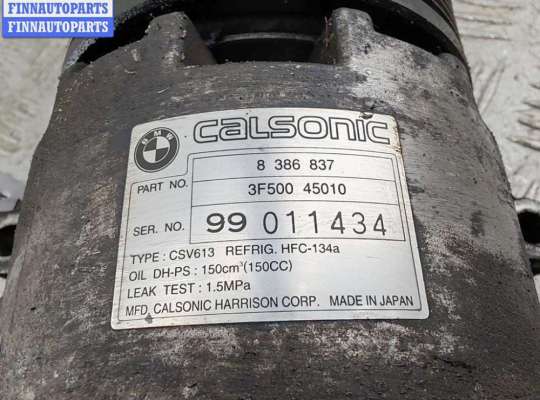 FINNAUTOPARTS
FINNAUTOPARTS
BMW
CALSONIC
8 386 837
PART NO. 3F500 45010
SER. NO. 99 011434
TYPE : CSV613 REFRIG. HFC-134a
OIL DH-PS : 150cm³(150CC)
LEAK TEST : 1.5MPa
MFD. CALSONIC HARRISON CORP. MADE IN JAPAN